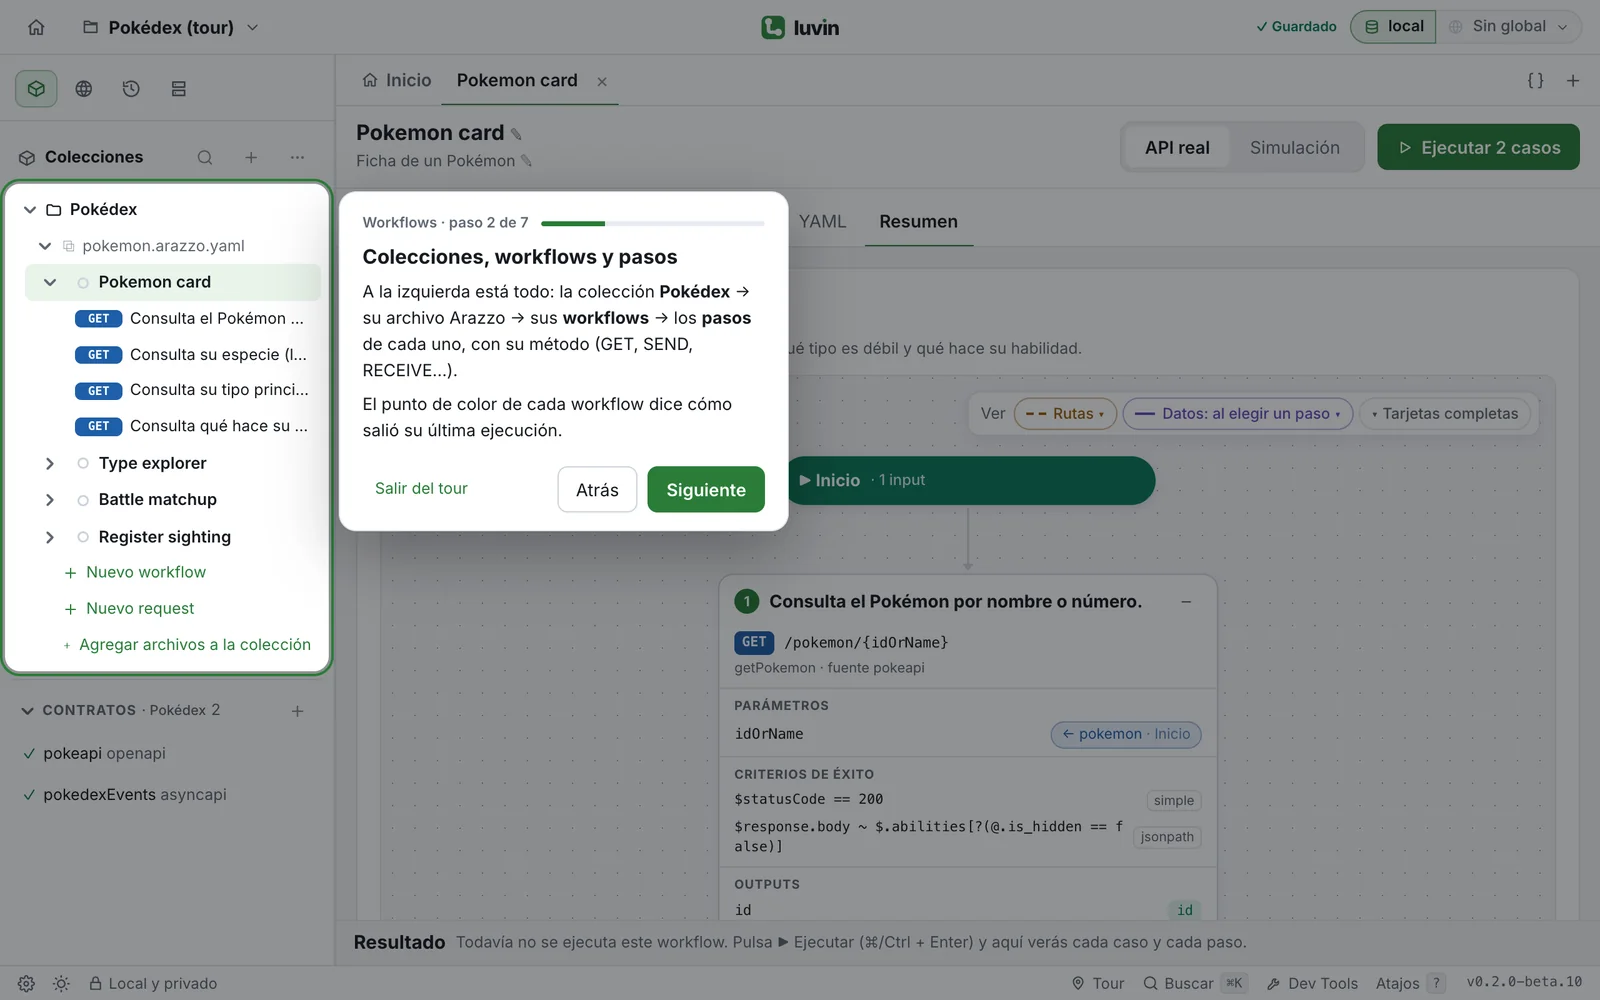 Pokédex (tour)
luvin
Guardado
local
Sin global
Inicio
Pokemon card
Colecciones
Pokemon card
Ficha de un Pokémon
API real
Simulación
Ejecutar 2 casos
YAML
Resumen
Pokédex
pokemon.arazzo.yaml
Pokemon card
GET Consulta el Pokémon ...
GET Consulta su especie (l...
GET Consulta su tipo princi...
GET Consulta qué hace su ...
Type explorer
Battle matchup
Register sighting
+ Nuevo workflow
+ Nuevo request
+ Agregar archivos a la colección
CONTRATOS · Pokédex 2
pokeapi openapi
pokedexEvents asyncapi
Workflows · paso 2 de 7
Colecciones, workflows y pasos
A la izquierda está todo: la colección Pokédex →
su archivo Arazzo → sus workflows → los pasos
de cada uno, con su método (GET, SEND,
RECEIVE...).
El punto de color de cada workflow dice cómo
salió su última ejecución.
Salir del tour
Atrás
Siguiente
tipo es débil y qué hace su habilidad.
Ver
Rutas
Datos: al elegir un paso
Tarjetas completas
Inicio · 1 input
1 Consulta el Pokémon por nombre o número.
GET /pokemon/{idOrName}
getPokemon · fuente pokeapi
PARÁMETROS
idOrName
← pokemon · Inicio
CRITERIOS DE ÉXITO
$statusCode == 200
simple
$response.body ~ $.abilities[?(@.is_hidden == f
alse)]
jsonpath
OUTPUTS
id
id
Resultado Todavía no se ejecuta este workflow. Pulsa ▶ Ejecutar (⌘/Ctrl + Enter) y aquí verás cada caso y cada paso.
Local y privado
Tour
Buscar ⌘K
Dev Tools
Atajos ?
v0.2.0-beta.10